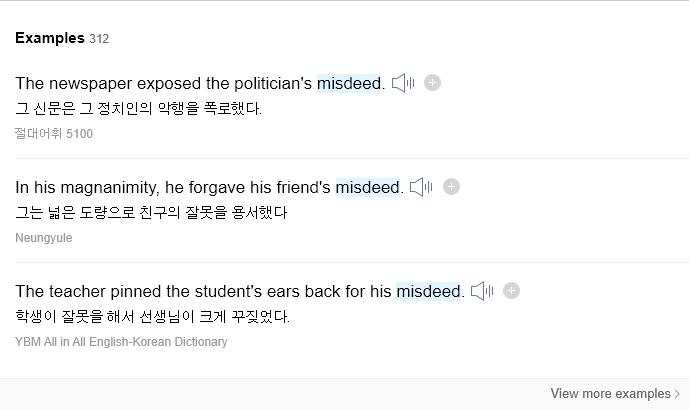 Examples 312
The newspaper exposed the politician's misdeed.
그 신문은 그 정치인의 악행을 폭로했다.
절대어휘 5100
In his magnanimity, he forgave his friend's misdeed.
그는 넓은 도량으로 친구의 잘못을 용서했다
Neungyule
The teacher pinned the student's ears back for his misdeed.
학생이 잘못을 해서 선생님이 크게 꾸짖었다.
YBM All in All English-Korean Dictionary
View more examples